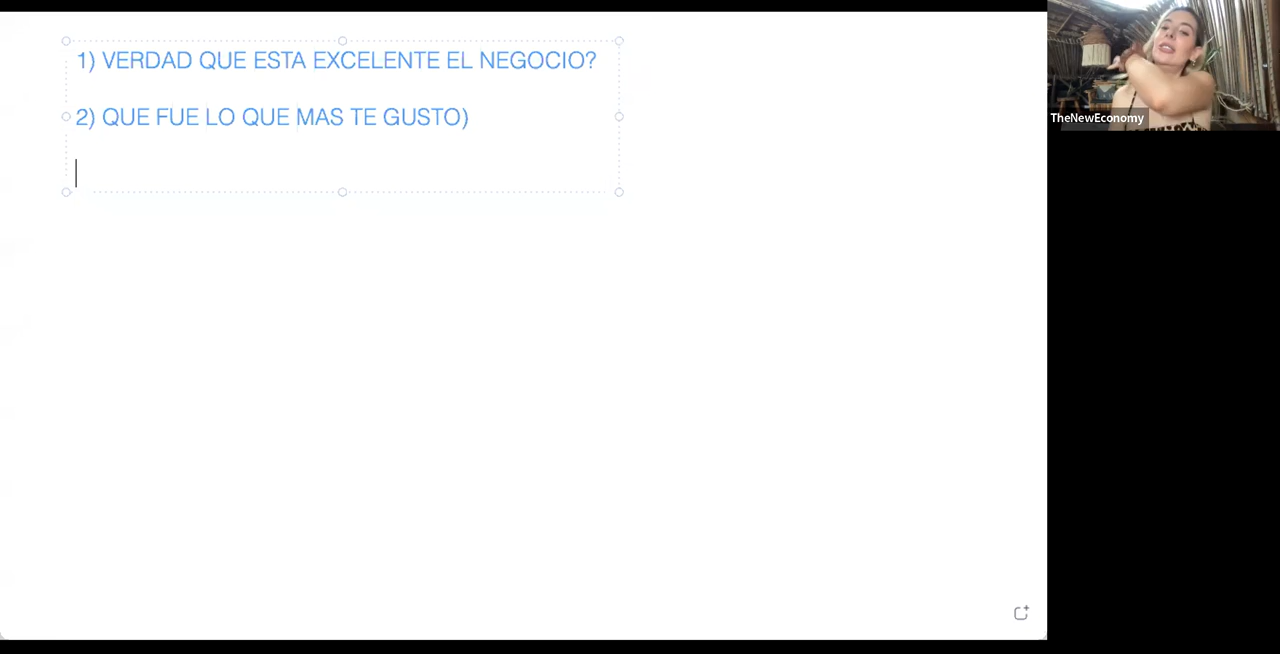 1) VERDAD QUE ESTA EXCELENTE EL NEGOCIO?
2) QUE FUE LO QUE MAS TE GUSTO)
TheNewEconomy